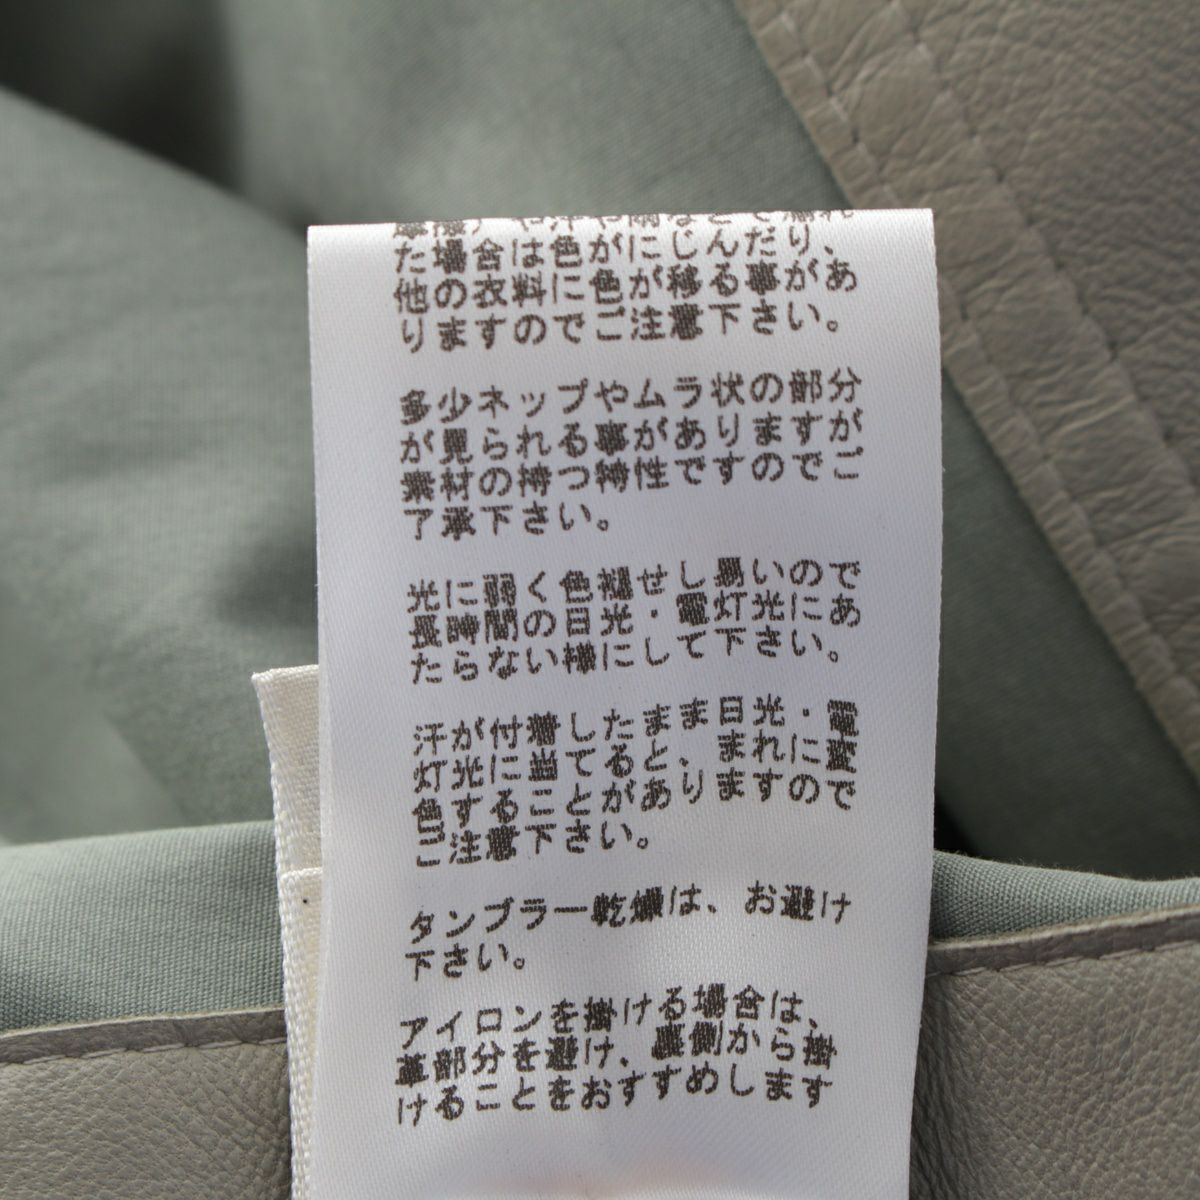 や汗や雨などで濡れ
た場合は色がにじんだり、
他の衣料に色が移る事があ
りますのでご注意下さい。
多少ネップやムラ状の部分
が見られる事がありますが
素材の持つ特性ですのでご
了承下さい。
光に弱く色褪せし易いので
長時間の日光・電灯光にあ
たらない様にして下さい。
汗が付着したまま日光・電
灯光に当てると、まれに変
色することがありますので
ご注意下さい。
タンブラー乾燥は、お避け
下さい。
アイロンを掛ける場合は、
革部分を避け、裏側から掛
けることをおすすめします